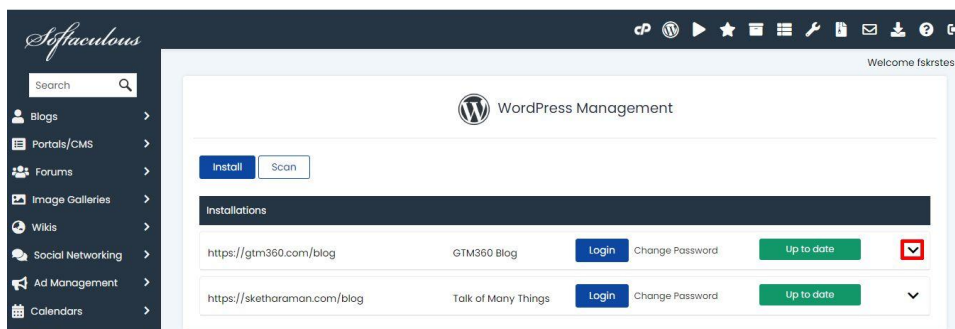 Softaculous
cP
Welcome fskrstes
Search
Blogs
Portals/CMS
Forums
Image Galleries
Wikis
Social Networking
Ad Management
Calendars
WordPress Management
Install Scan
Installations
https://gtm360.com/blog GTM360 Blog Login Change Password Up to date
https://sketharaman.com/blog Talk of Many Things Login Change Password Up to date